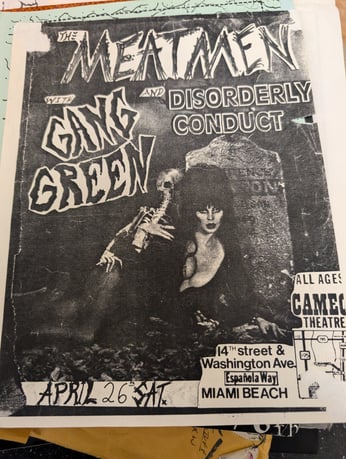 THE
MEATMEN
WITH
GANG
GREEN
AND DISORDERLY
CONDUCT
ALL AGES
CAMEO
THEATRE
14TH street &
Washington Ave.
Española Way
MIAMI BEACH
APRIL 26 SAT.